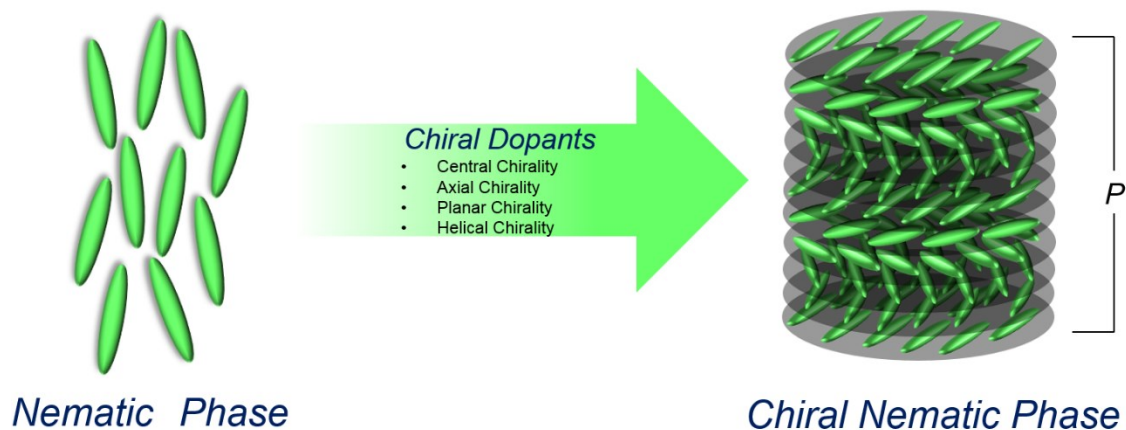 Chiral Dopants
• Central Chirality
• Axial Chirality
• Planar Chirality
• Helical Chirality
P
Nematic Phase
Chiral Nematic Phase